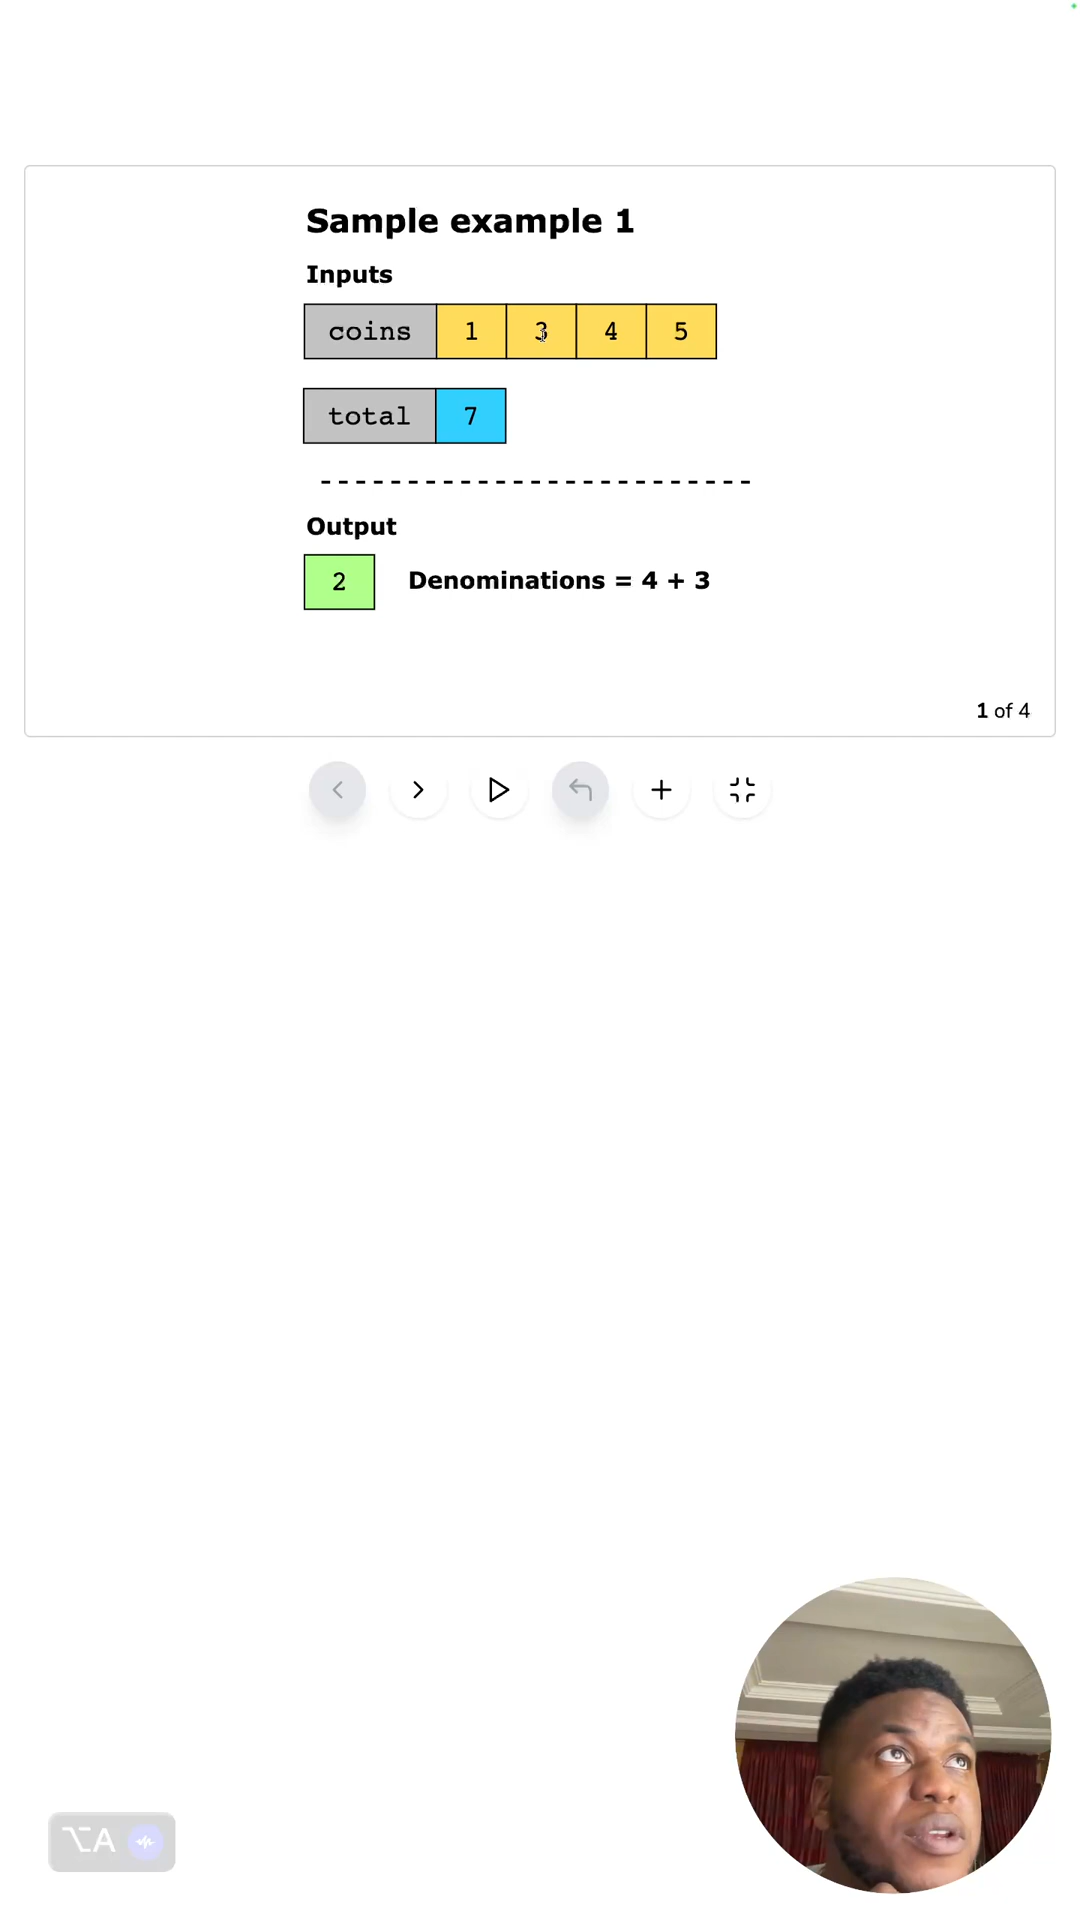 Sample example 1
Inputs
coins 1 3 4 5
total 7
Output
2 Denominations = 4 + 3
1 of 4
⌥A